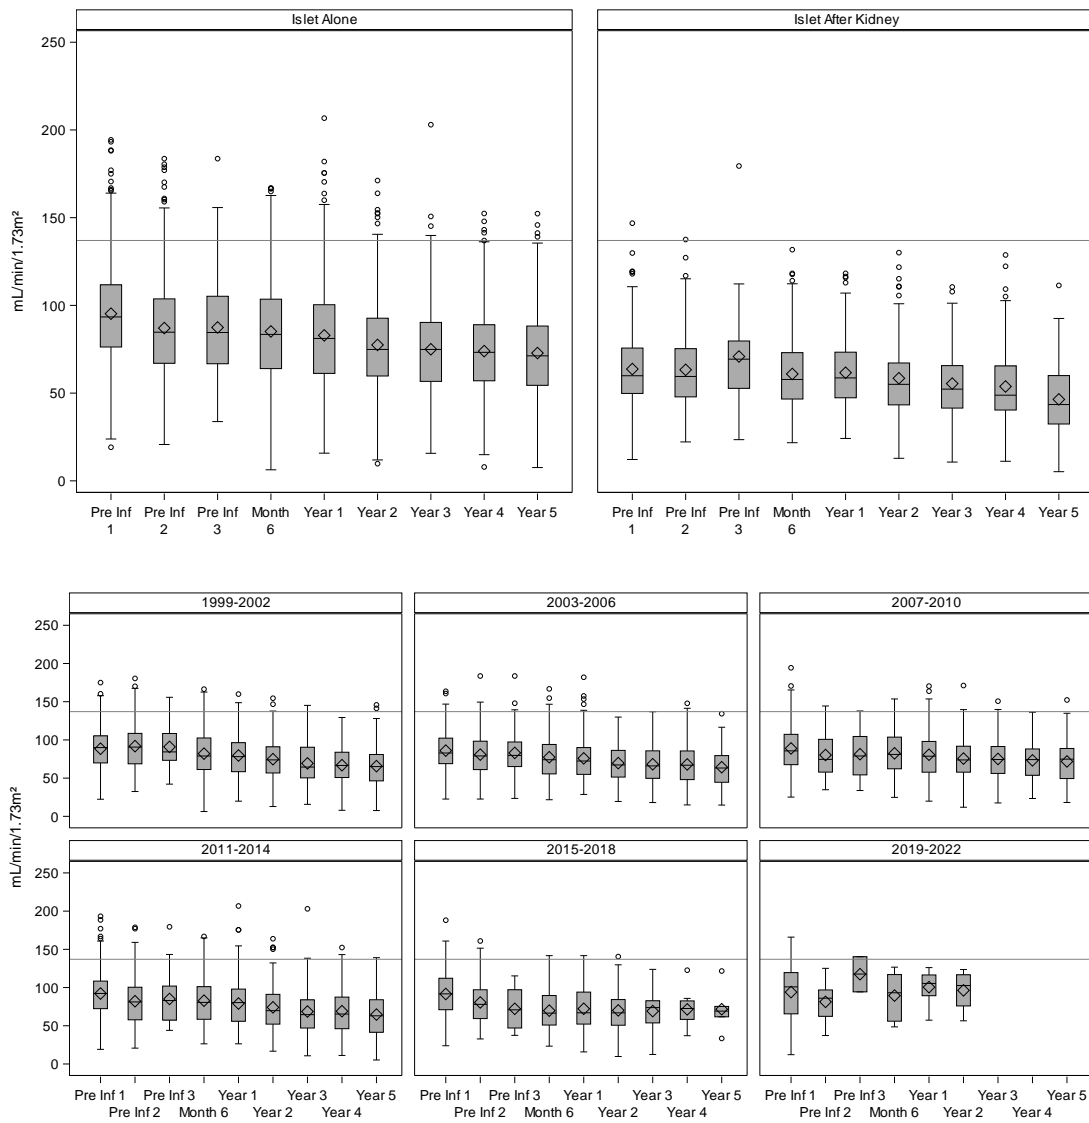 Islet Alone
Islet After Kidney
mL/min/1.73m²
250
200
150
100
50
0
Pre Inf 1
Pre Inf 2
Pre Inf 3
Month 6
Year 1
Year 2
Year 3
Year 4
Year 5
Pre Inf 1
Pre Inf 2
Pre Inf 3
Month 6
Year 1
Year 2
Year 3
Year 4
Year 5
1999-2002
2003-2006
2007-2010
250
200
150
100
50
0
mL/min/1.73m²
2011-2014
2015-2018
2019-2022
250
200
150
100
50
0
Pre Inf 1 Pre Inf 3 Year 1 Year 3 Year 5
Pre Inf 2 Month 6 Year 2 Year 4
Pre Inf 1 Pre Inf 3 Year 1 Year 3 Year 5
Pre Inf 2 Month 6 Year 2 Year 4
Pre Inf 1 Pre Inf 3 Year 1 Year 3 Year 5
Pre Inf 2 Month 6 Year 2 Year 4